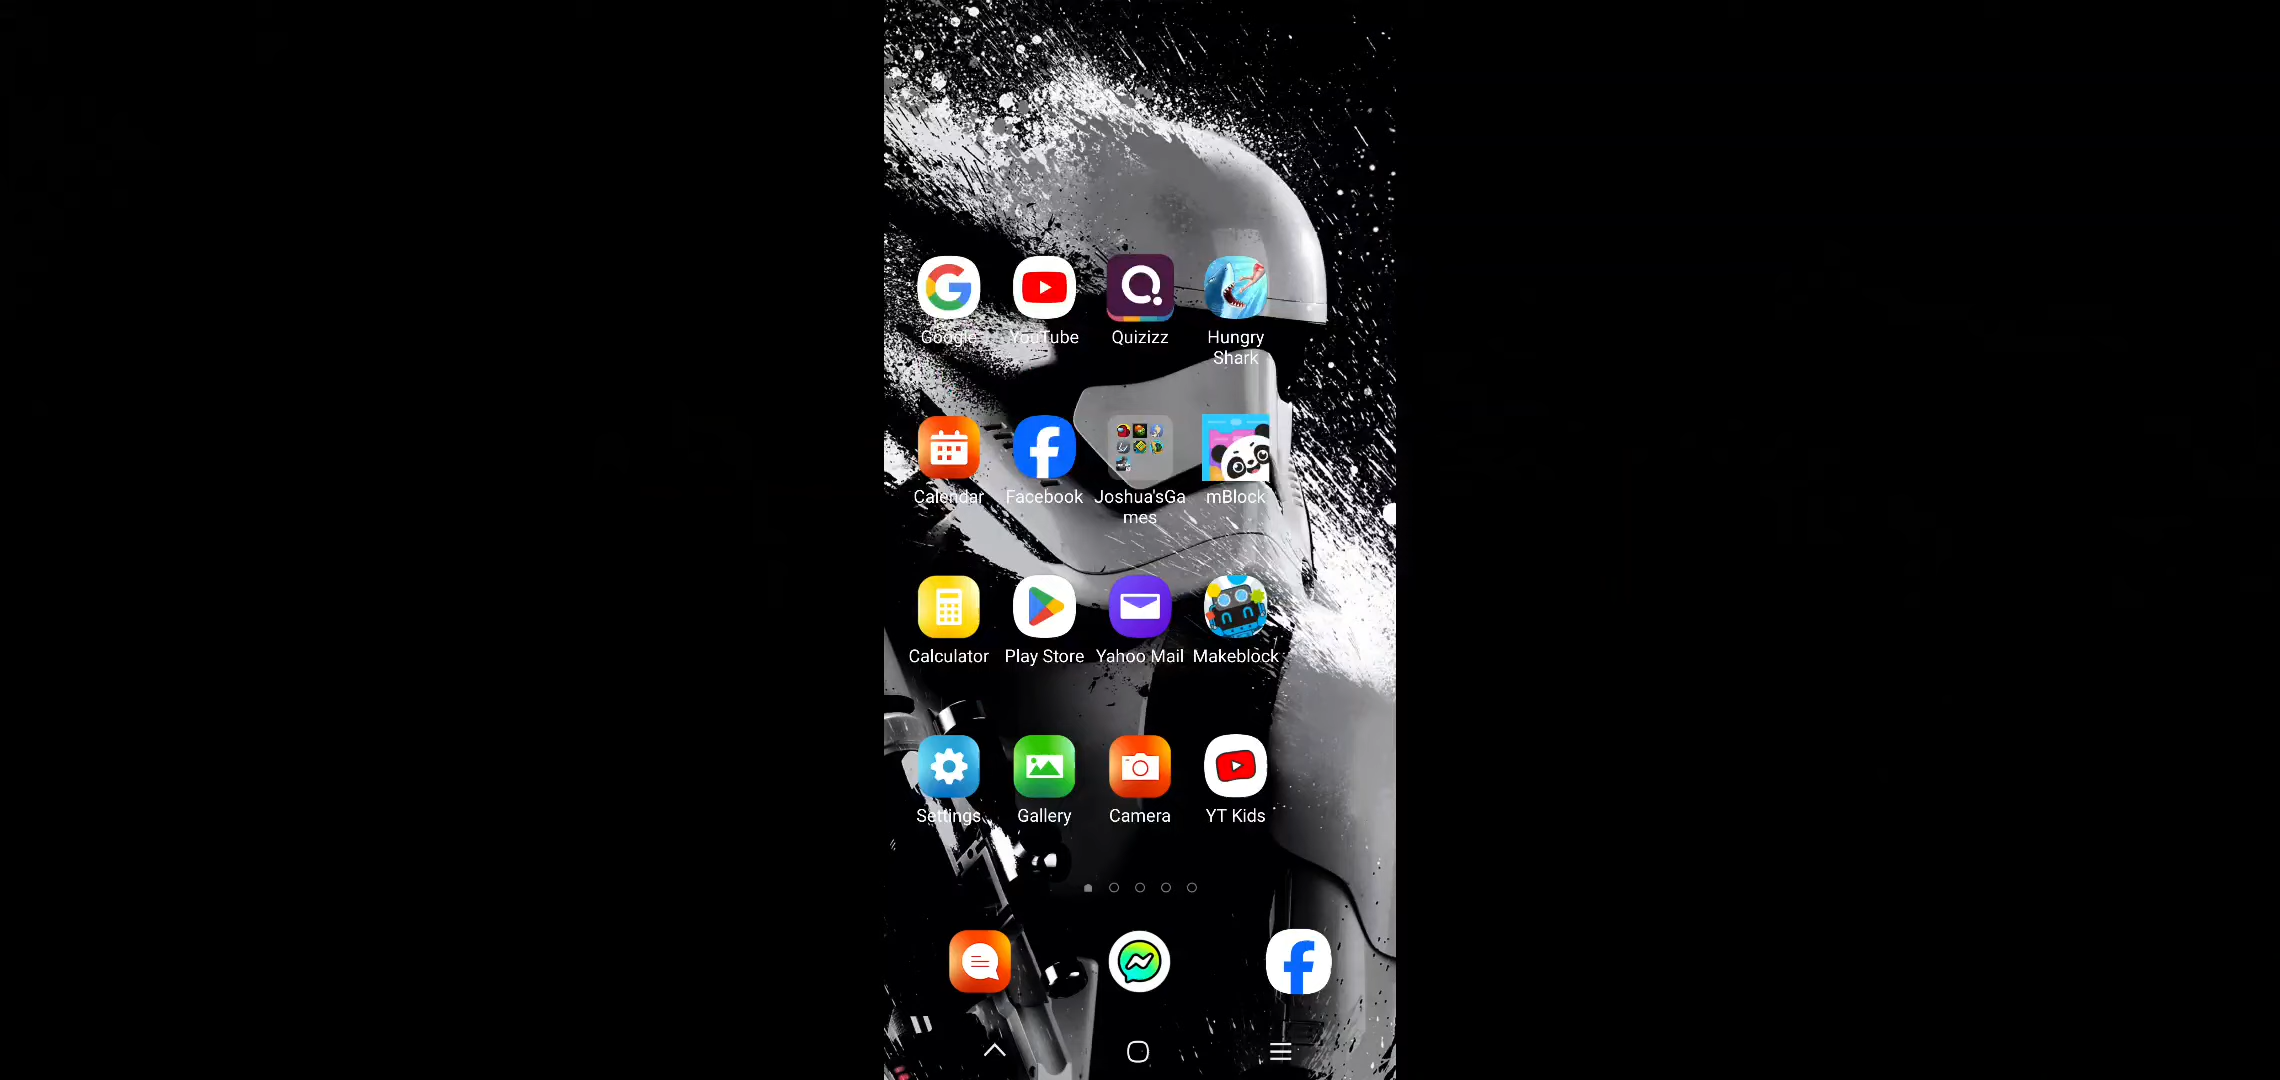 Google YouTube Quizizz Hungry
Shark
Calendar Facebook Joshua'sGa mBlock
mes
Calculator Play Store Yahoo Mail Makeblock
Settings Gallery Camera YT Kids